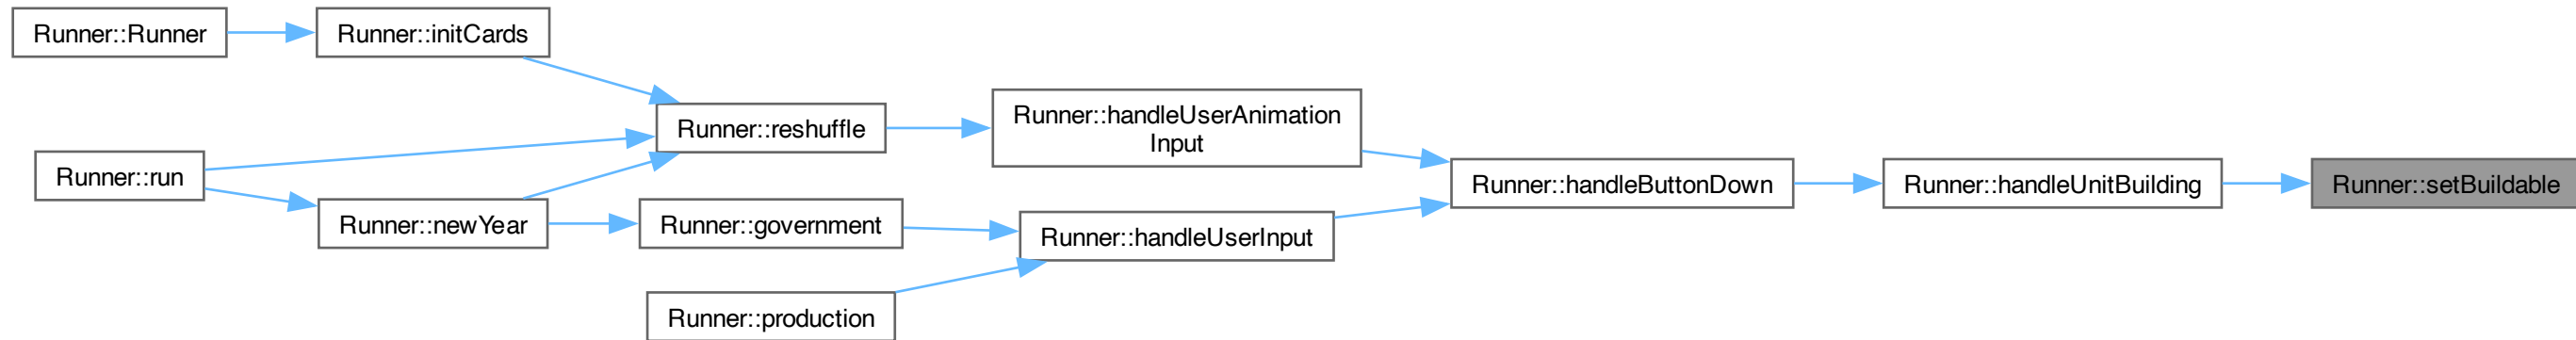 Runner::Runner
Runner::initCards
Runner::reshuffle
Runner::handleUserAnimation
Input
Runner::run
Runner::handleButtonDown
Runner::handleUnitBuilding
Runner::setBuildable
Runner::newYear
Runner::government
Runner::handleUserInput
Runner::production